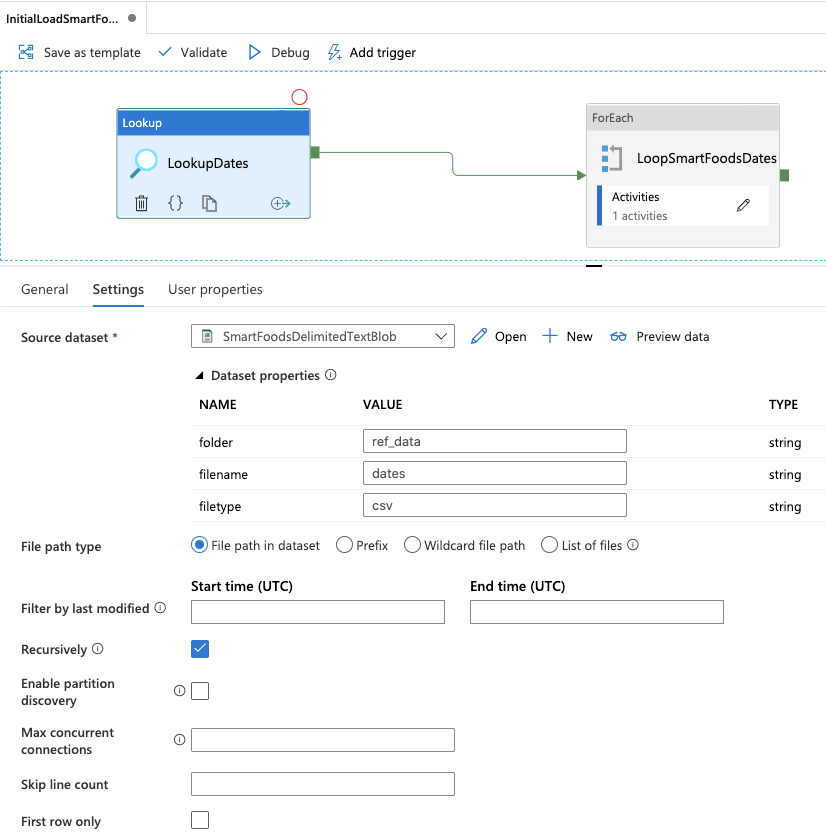 InitialLoadSmartFo...
Save as template Validate Debug Add trigger
Lookup
LookupDates
{}
ForEach
LoopSmartFoodsDates
Activities
1 activities
General Settings User properties
Source dataset * SmartFoodsDelimitedTextBlob Open New Preview data
Dataset properties
NAME VALUE TYPE
folder ref_data string
filename dates string
filetype csv string
File path type File path in dataset Prefix Wildcard file path List of files
Start time (UTC) End time (UTC)
Filter by last modified
Recursively
Enable partition
discovery
Max concurrent
connections
Skip line count
First row only